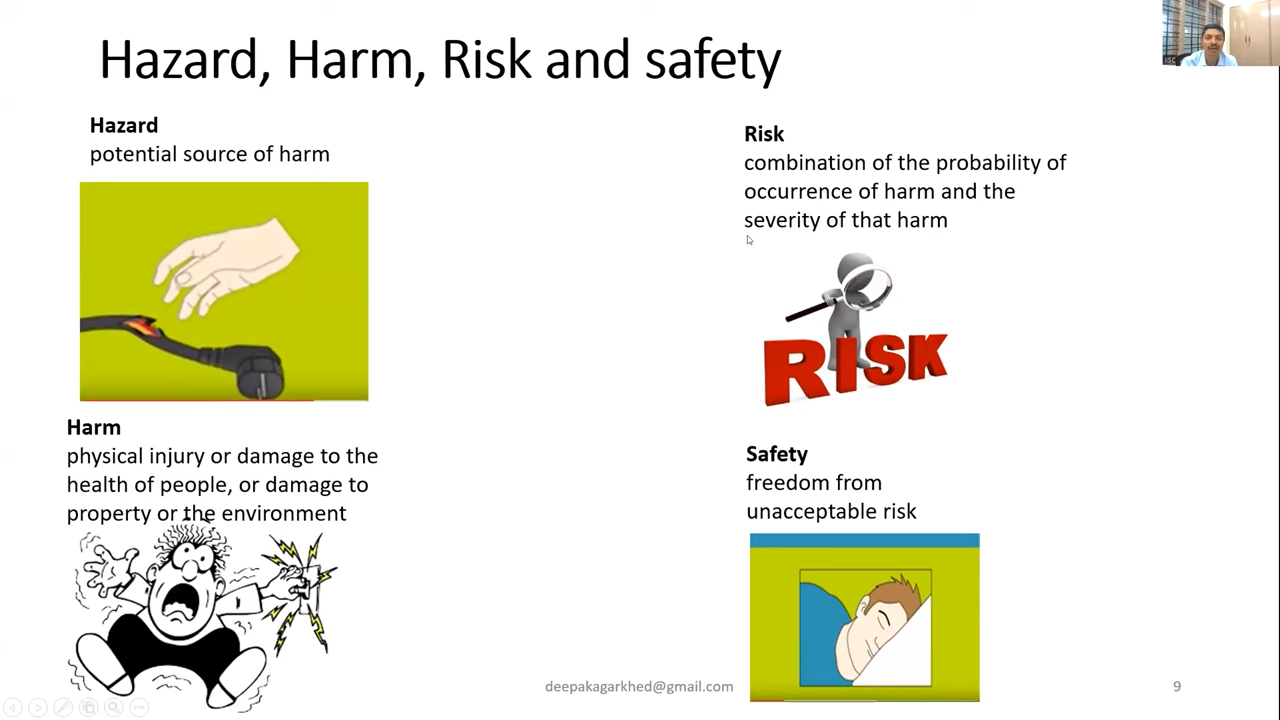 Hazard, Harm, Risk and safety
Hazard
potential source of harm
Harm
physical injury or damage to the
health of people, or damage to
property or the environment
Risk
combination of the probability of
occurrence of harm and the
severity of that harm
RISK
Safety
freedom from
unacceptable risk
deepakagarkhed@gmail.com
9